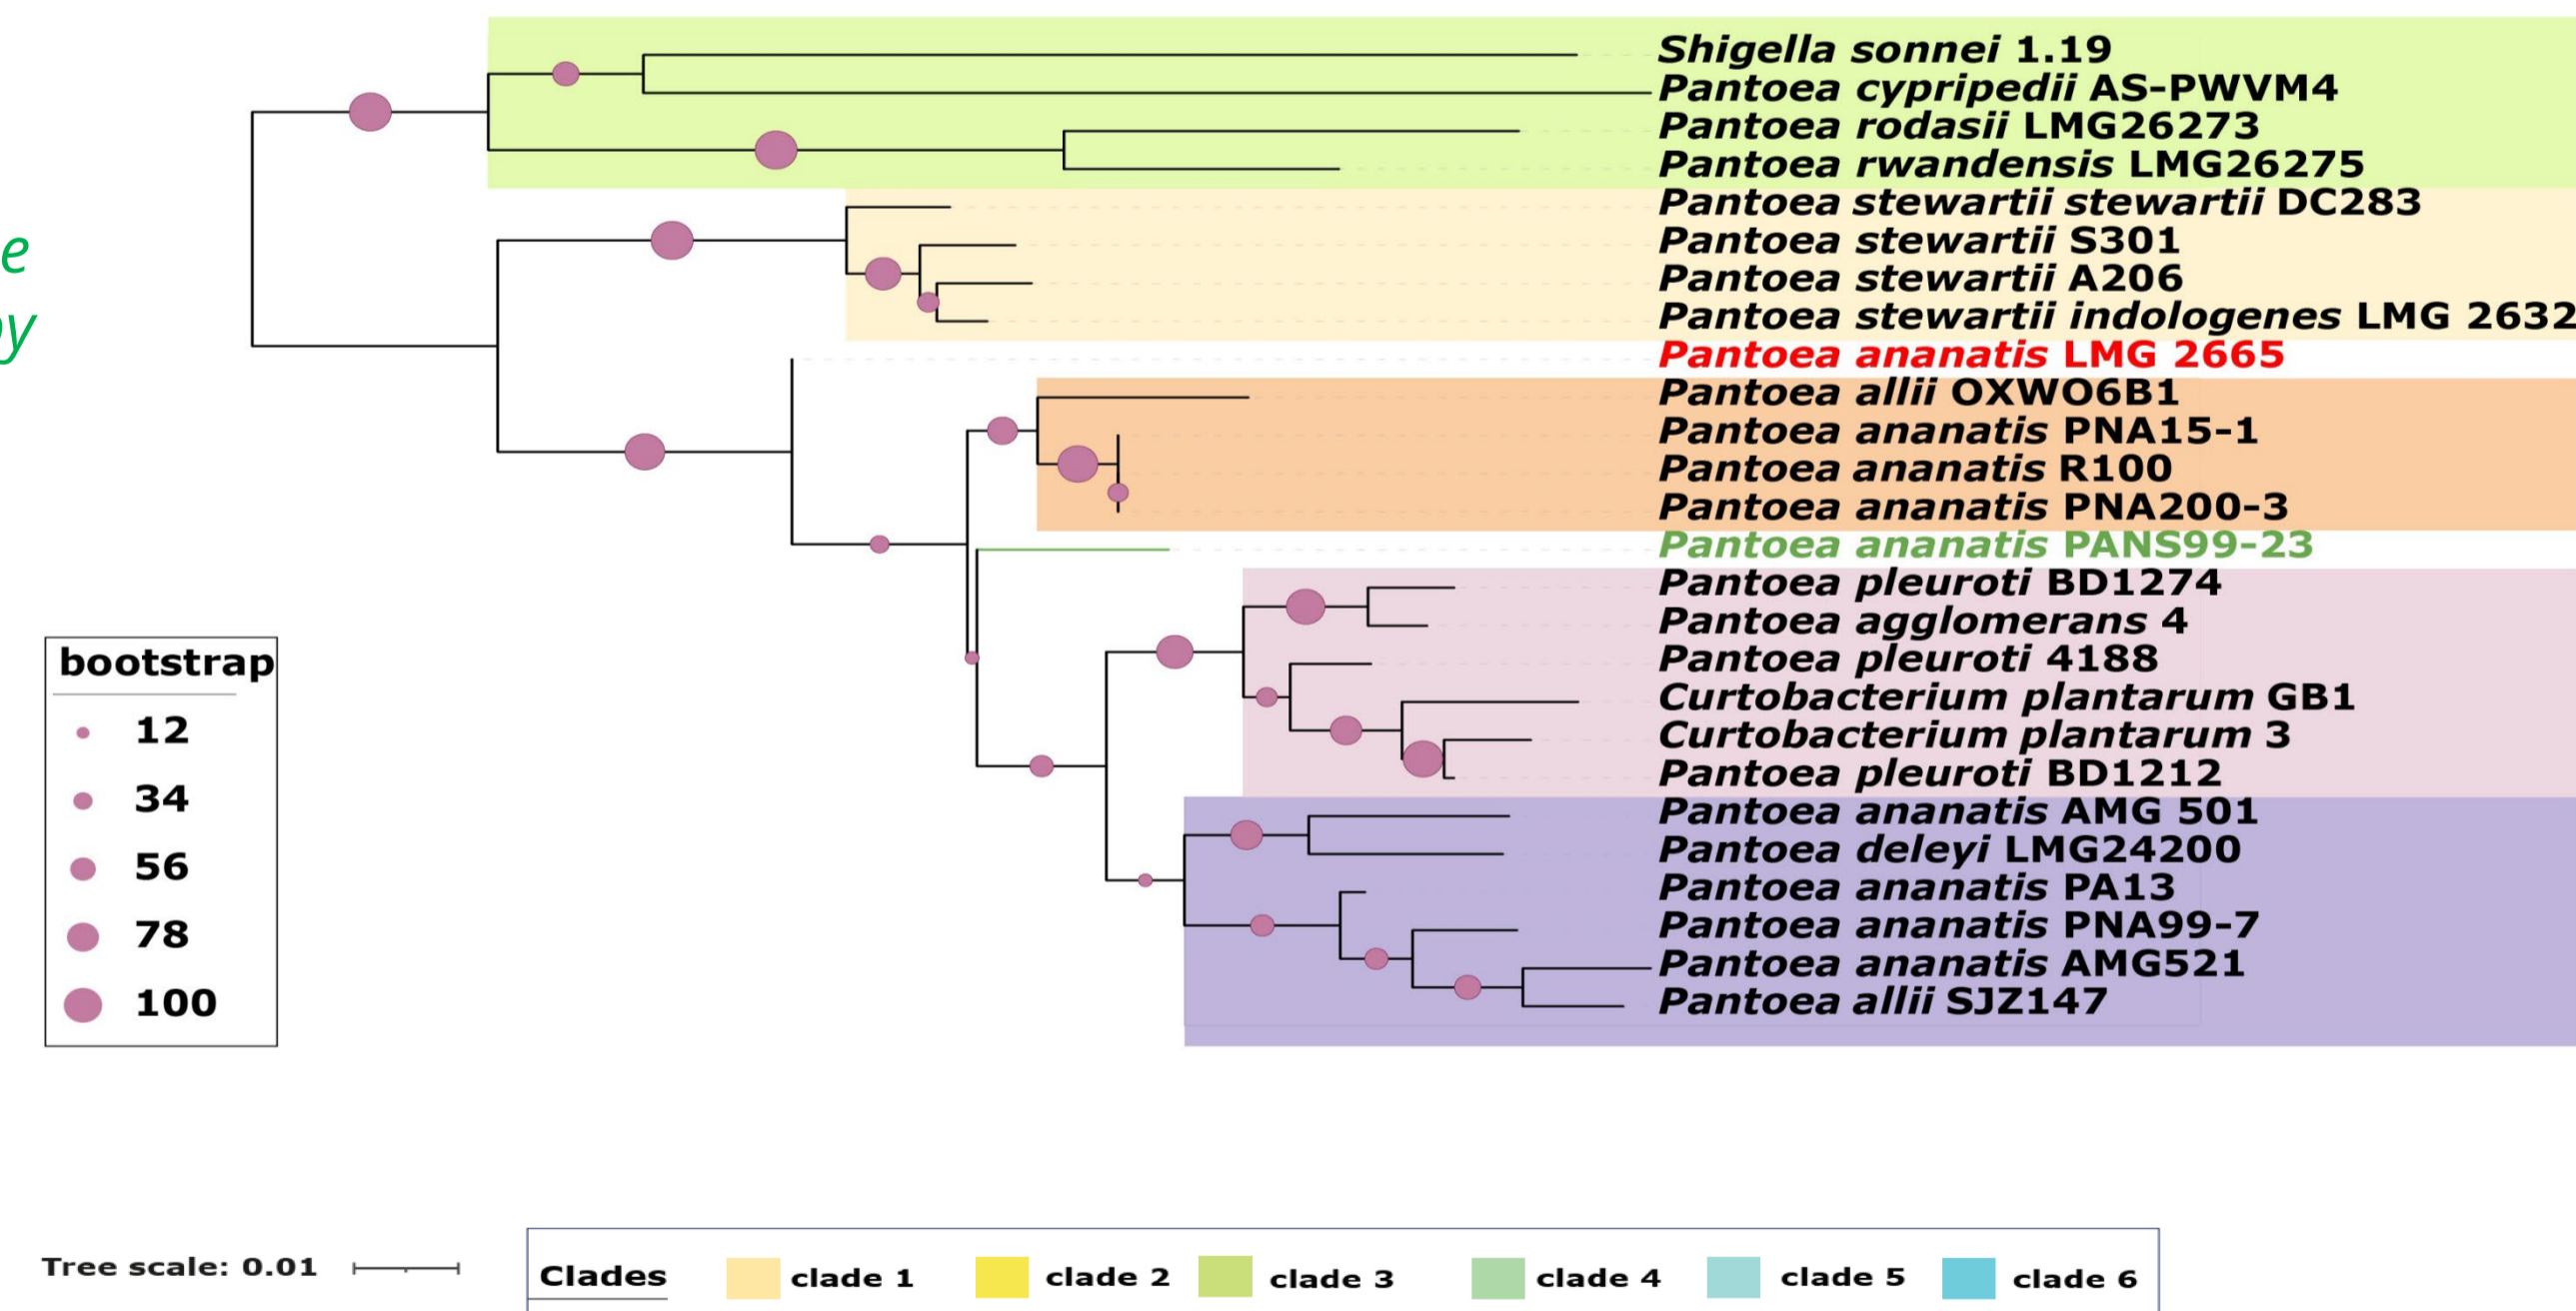 e
y
Shigella sonnei 1.19
Pantoea cypripedii AS-PWVM4
Pantoea rodasii LMG26273
Pantoea rwandensis LMG26275
Pantoea stewartii stewartii DC283
Pantoea stewartii S301
Pantoea stewartii A206
Pantoea stewartii indologenes LMG 2632
Pantoea ananatis LMG 2665
Pantoea allii OXWO6B1
Pantoea ananatis PNA15-1
Pantoea ananatis R100
Pantoea ananatis PNA200-3
Pantoea ananatis PANS99-23
Pantoea pleuroti BD1274
Pantoea agglomerans 4
Pantoea pleuroti 4188
Curtobacterium plantarum GB1
Curtobacterium plantarum 3
Pantoea pleuroti BD1212
Pantoea ananatis AMG 501
Pantoea deleyi LMG24200
Pantoea ananatis PA13
Pantoea ananatis PNA99-7
Pantoea ananatis AMG521
Pantoea allii SJZ147
bootstrap
12
34
56
78
100
Tree scale: 0.01
Clades clade 1 clade 2 clade 3 clade 4 clade 5 clade 6